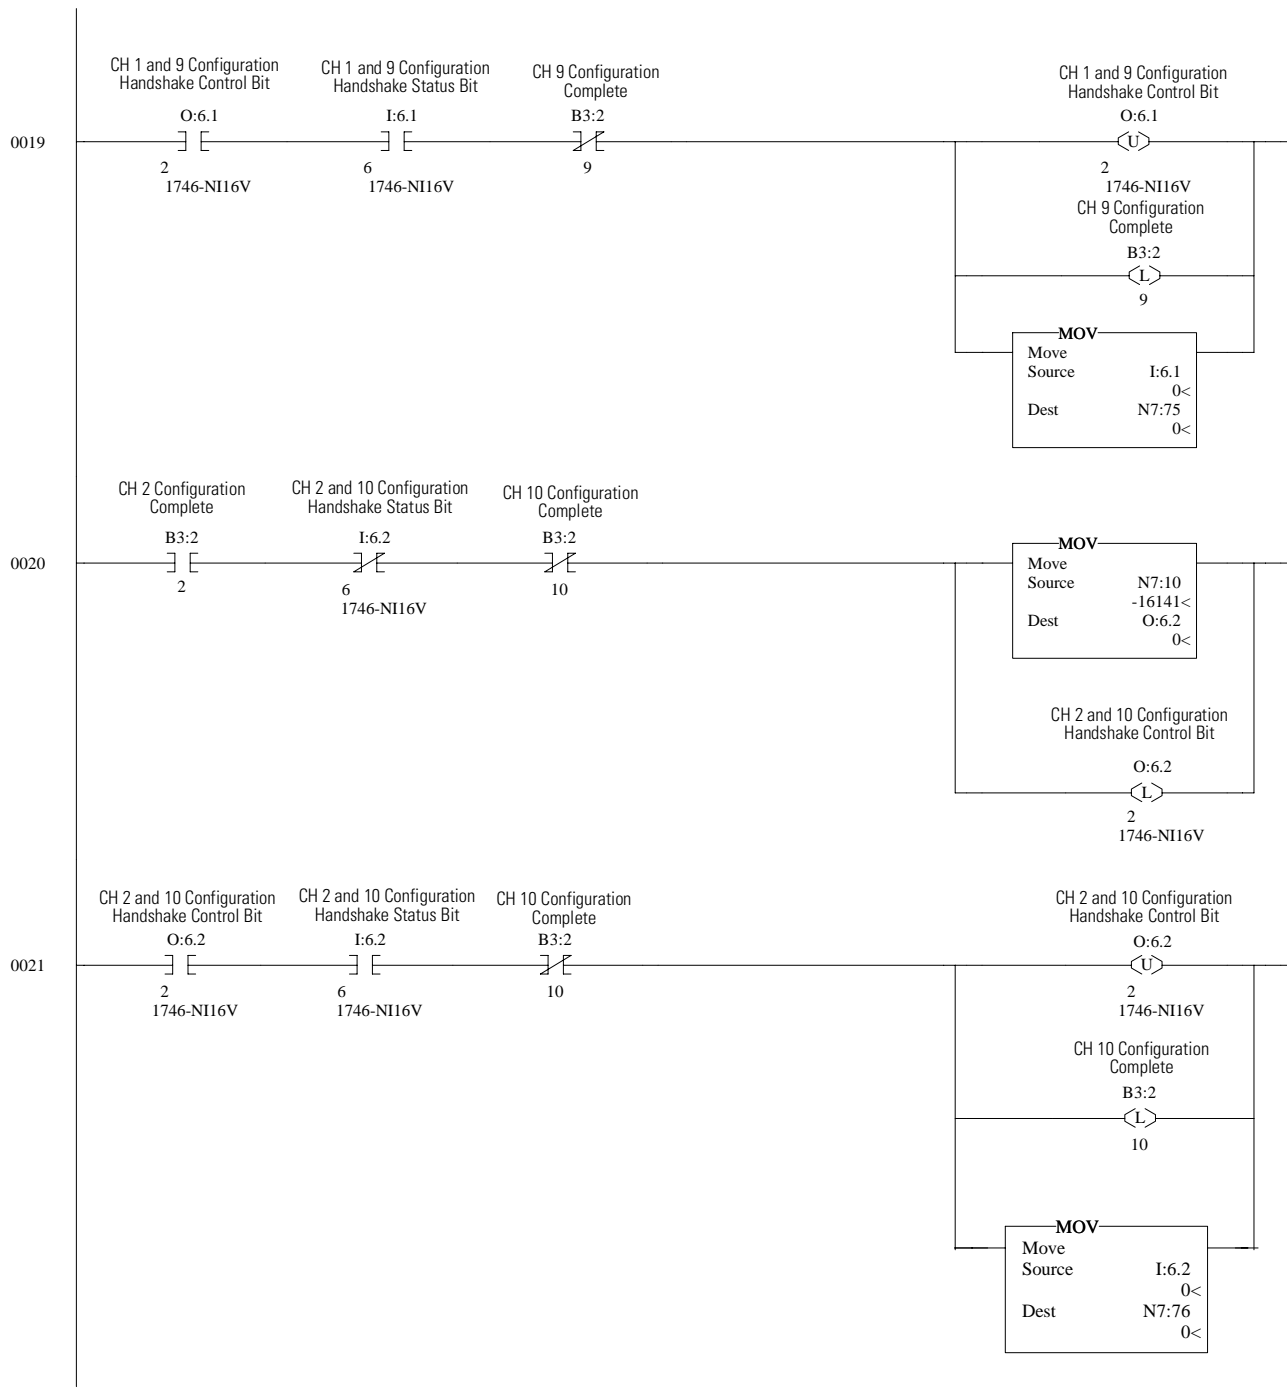 CH 1 and 9 Configuration
Handshake Control Bit
O:6.1
2
1746-NI16V
CH 1 and 9 Configuration
Handshake Status Bit
I:6.1
6
1746-NI16V
CH 9 Configuration
Complete
B3:2
9
CH 1 and 9 Configuration
Handshake Control Bit
O:6.1
U
2
1746-NI16V
0019
CH 9 Configuration
Complete
B3:2
L
9
MOV
Move
Source I:6.1
0<
Dest N7:75
0<
CH 2 Configuration
Complete
B3:2
2
CH 2 and 10 Configuration
Handshake Status Bit
I:6.2
6
1746-NI16V
CH 10 Configuration
Complete
B3:2
10
0020
MOV
Move
Source N7:10
-16141<
Dest O:6.2
0<
CH 2 and 10 Configuration
Handshake Control Bit
O:6.2
L
2
1746-NI16V
CH 2 and 10 Configuration
Handshake Control Bit
O:6.2
2
1746-NI16V
CH 2 and 10 Configuration
Handshake Status Bit
I:6.2
6
1746-NI16V
CH 10 Configuration
Complete
B3:2
10
CH 2 and 10 Configuration
Handshake Control Bit
O:6.2
U
2
1746-NI16V
0021
CH 10 Configuration
Complete
B3:2
L
10
MOV
Move
Source I:6.2
0<
Dest N7:76
0<